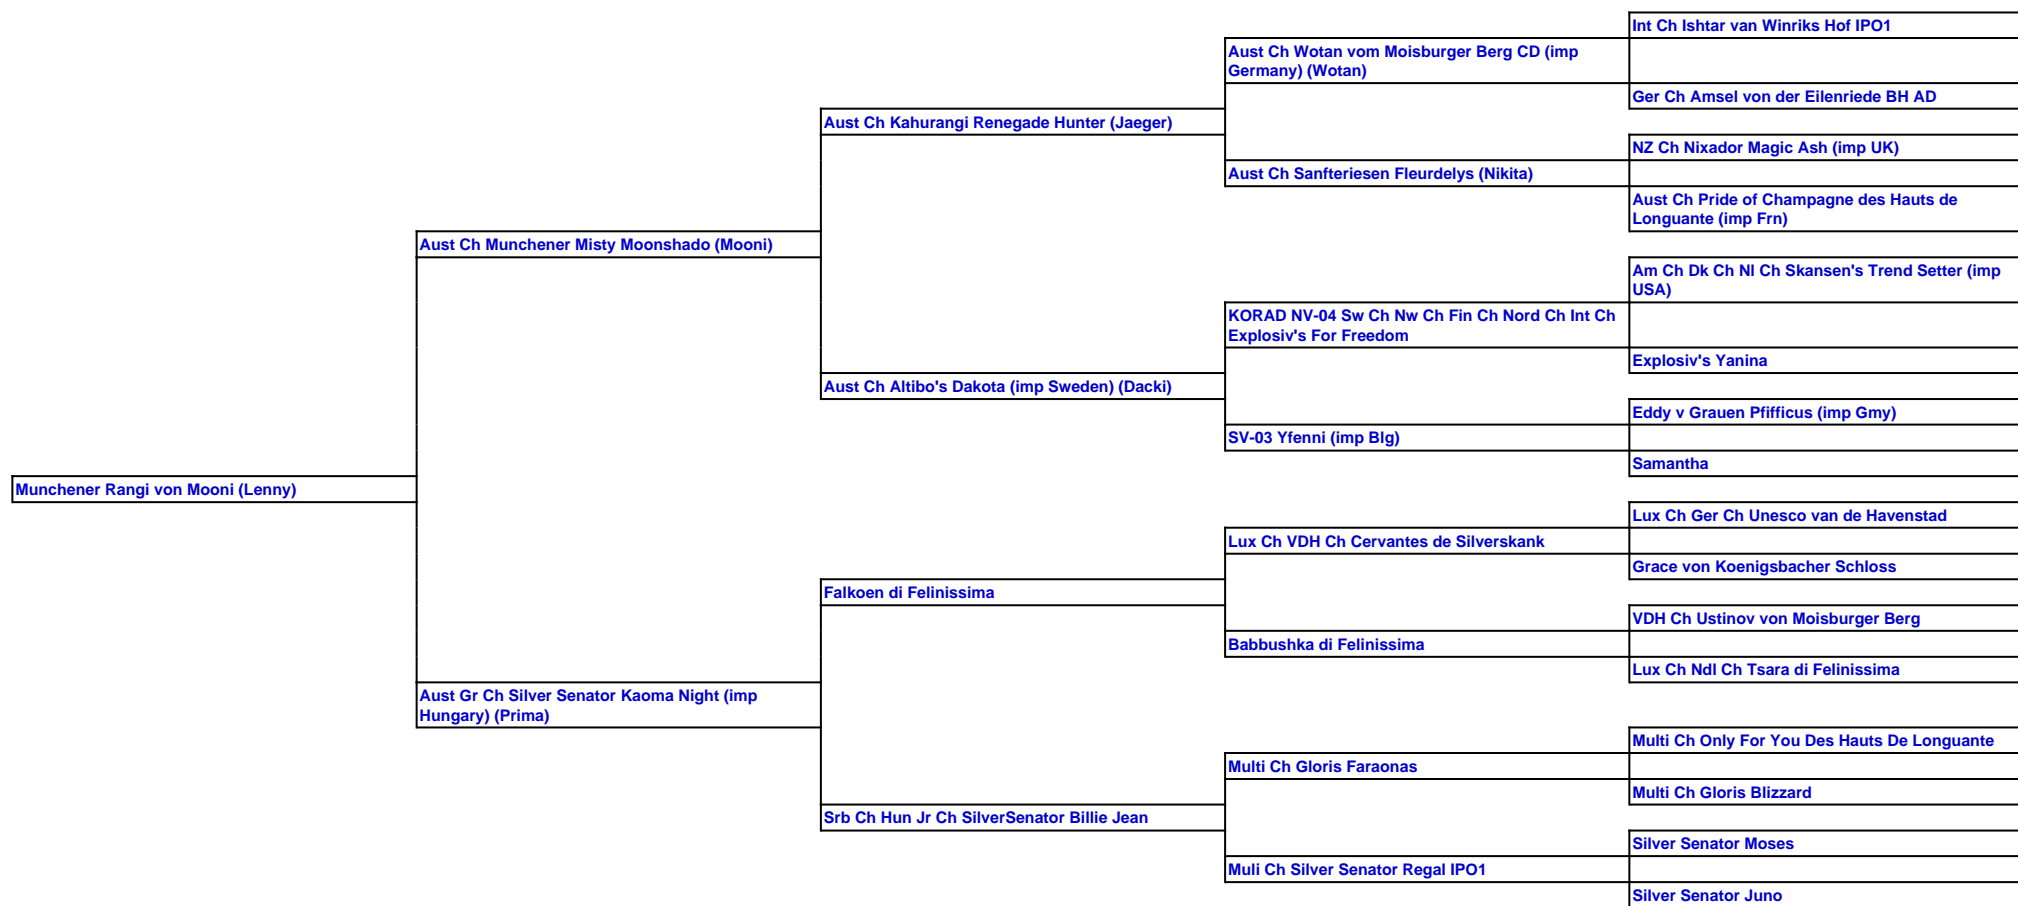 Int Ch Ishtar van Winriks Hof IPO1
Aust Ch Wotan vom Moisburger Berg CD (imp
Germany) (Wotan)
Ger Ch Amsel von der Eilenriede BH AD
Aust Ch Kahurangi Renegade Hunter (Jaeger)
NZ Ch Nixador Magic Ash (imp UK)
Aust Ch Sanfteriesen Fleurdelys (Nikita)
Aust Ch Pride of Champagne des Hauts de
Longuante (imp Frn)
Aust Ch Munchener Misty Moonshado (Mooni)
Am Ch Dk Ch Nl Ch Skansen's Trend Setter (imp
USA)
KORAD NV-04 Sw Ch Nw Ch Fin Ch Nord Ch Int Ch
Explosiv's For Freedom
Explosiv's Yanina
Aust Ch Altibo's Dakota (imp Sweden) (Dacki)
Eddy v Grauen Pfifficus (imp Gmy)
SV-03 Yfenni (imp Blg)
Samantha
Munchener Rangi von Mooni (Lenny)
Lux Ch Ger Ch Unesco van de Havenstad
Lux Ch VDH Ch Cervantes de Silverskank
Grace von Koenigsbacher Schloss
Falkoen di Felinissima
VDH Ch Ustinov von Moisburger Berg
Babbushka di Felinissima
Lux Ch Ndl Ch Tsara di Felinissima
Aust Gr Ch Silver Senator Kaoma Night (imp
Hungary) (Prima)
Multi Ch Only For You Des Hauts De Longuante
Multi Ch Gloris Faraonas
Multi Ch Gloris Blizzard
Srb Ch Hun Jr Ch SilverSenator Billie Jean
Silver Senator Moses
Muli Ch Silver Senator Regal IPO1
Silver Senator Juno